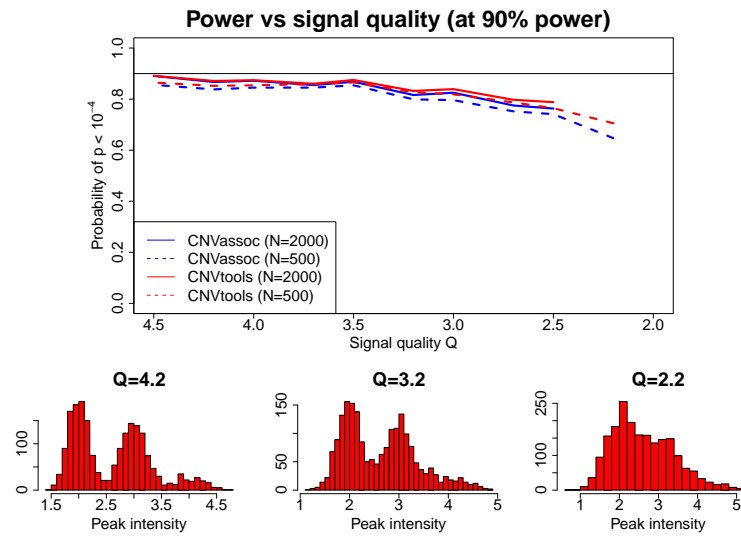 Power vs signal quality (at 90% power)
Probability of p < 10⁻⁴
1.0
0.8
0.6
0.4
0.2
0.0
CNVassoc (N=2000)
CNVassoc (N=500)
CNVtools (N=2000)
CNVtools (N=500)
4.5 4.0 3.5 3.0 2.5 2.0
Signal quality Q
Q=4.2
100
0
1.5 2.5 3.5 4.5
Peak intensity
Q=3.2
150
50
0
1 2 3 4 5
Peak intensity
Q=2.2
250
150
50
0
1 2 3 4 5
Peak intensity